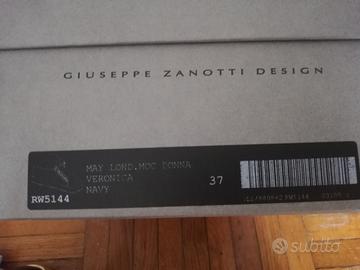 GIUSEPPE ZANOTTI DESIGN
MAY LOND.MOC DONNA
VERONICA
NAVY
37
RW5144
subito